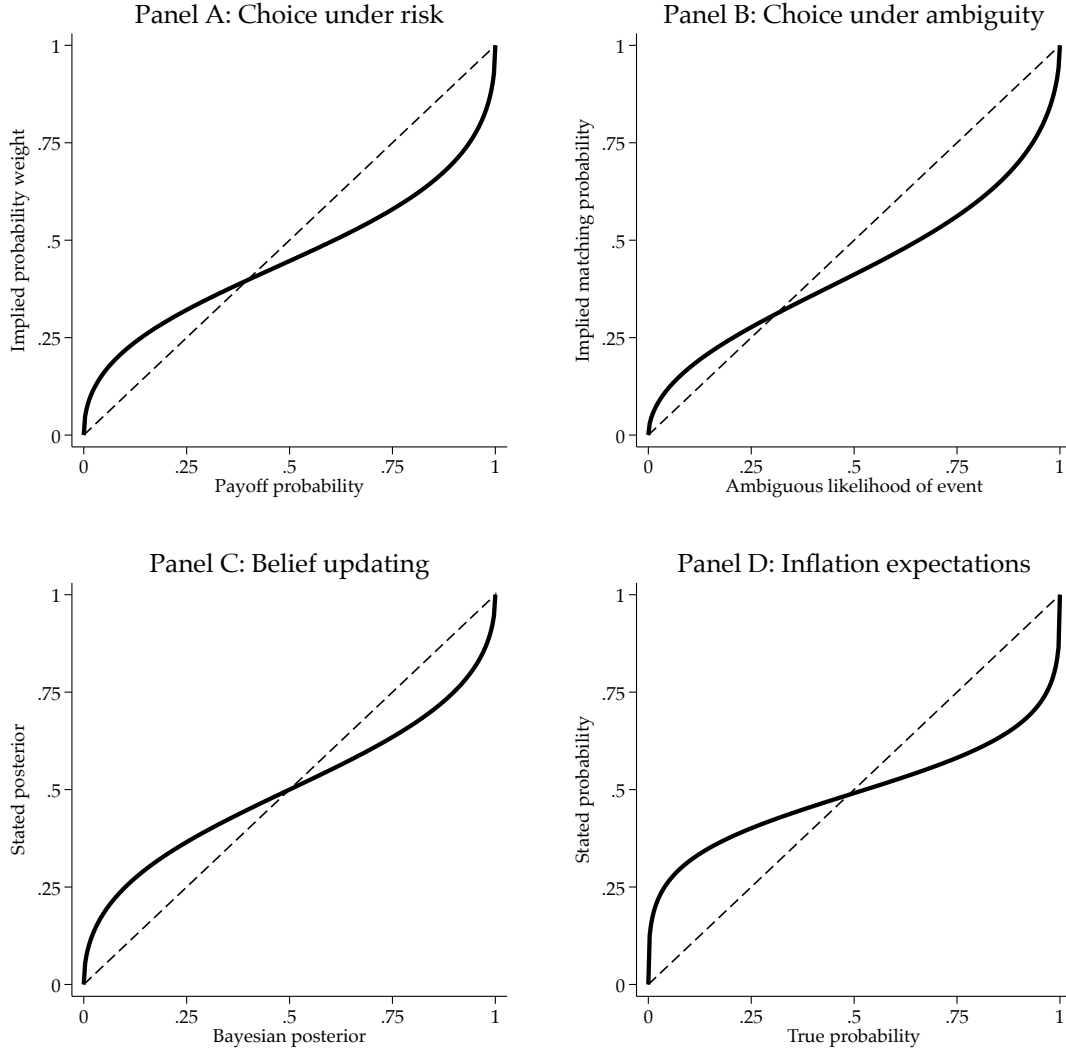 Panel A: Choice under risk
Implied probability weight
1
.75
.5
.25
0
0 .25 .5 .75 1
Payoff probability
Panel B: Choice under ambiguity
Implied matching probability
1
.75
.5
.25
0
0 .25 .5 .75 1
Ambiguous likelihood of event
Panel C: Belief updating
Stated posterior
1
.75
.5
.25
0
0 .25 .5 .75 1
Bayesian posterior
Panel D: Inflation expectations
Stated probability
1
.75
.5
.25
0
0 .25 .5 .75 1
True probability